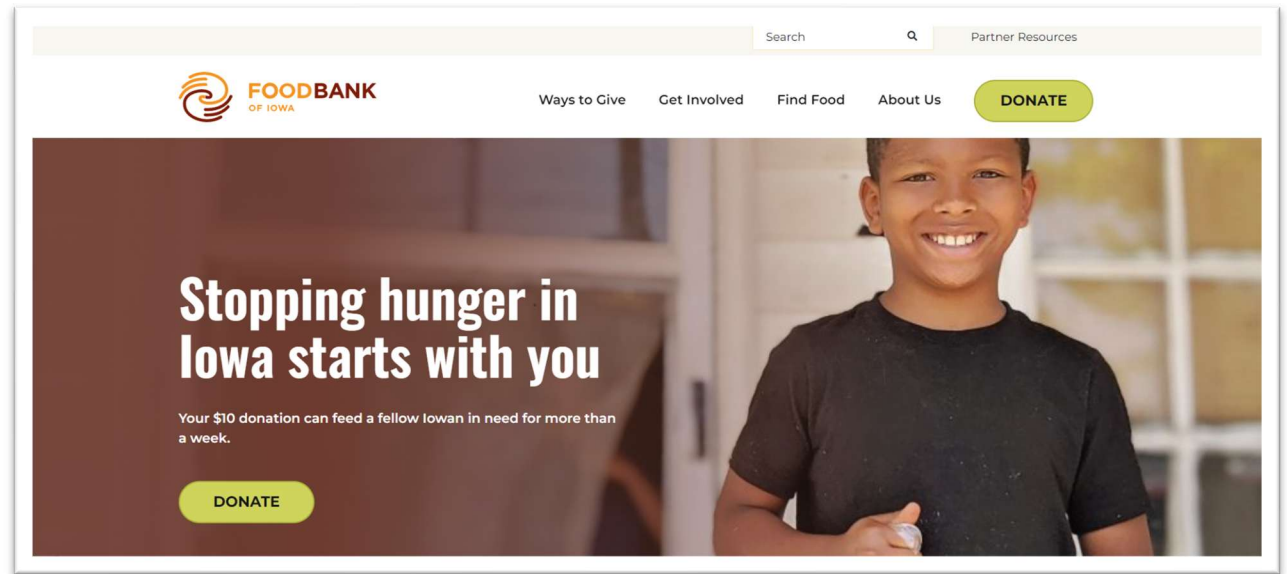 Search
Partner Resources
FOODBANK
OF IOWA
Ways to Give
Get Involved
Find Food
About Us
DONATE
Stopping hunger in
Iowa starts with you
Your $10 donation can feed a fellow Iowan in need for more than
a week.
DONATE